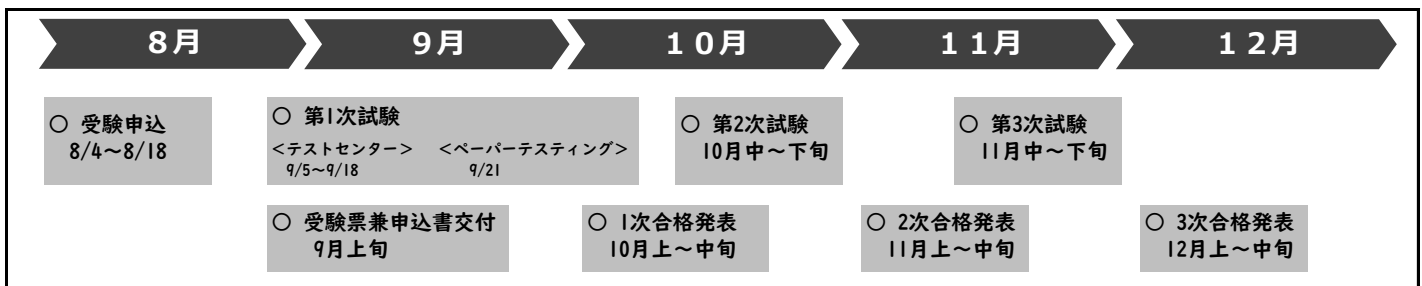 8月
9月
10月
11月
12月
○ 受験申込
8/4～8/18
○ 第1次試験
<テストセンター> <ペーパーテスティング>
9/5～9/18 9/21
○ 第2次試験
10月中～下旬
○ 第3次試験
11月中～下旬
○ 受験票兼申込書交付
9月上旬
○ 1次合格発表
10月上～中旬
○ 2次合格発表
11月上～中旬
○ 3次合格発表
12月上～中旬